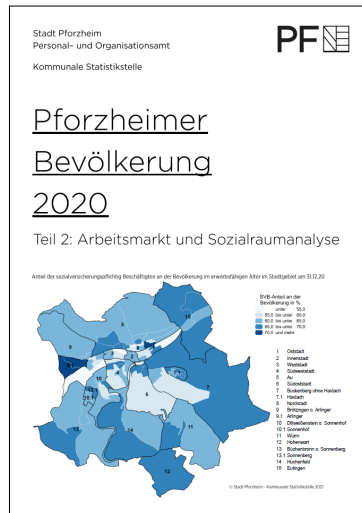 Stadt Pforzheim
Personal- und Organisationsamt
Kommunale Statistikstelle
PF
Pforzheimer
Bevölkerung
2020
Teil 2: Arbeitsmarkt und Sozialraumanalyse
Anteil der sozialversicherungspflichtig Beschäftigten an der Bevölkerung im erwerbsfähigen Alter im Stadtgebiet am 31.12.20
SVB-Anteil an der
Bevölkerung in %
unter 55,0
55,0 bis unter 60,0
60,0 bis unter 65,0
65,0 bis unter 70,0
70,0 und mehr
1 Oststadt
2 Innenstadt
3 Weststadt
4 Südweststadt
5 Au
6 Südoststadt
7 Buckenberg ohne Haidach
7.1 Haidach
8 Nordstadt
9 Brötzingen o. Arlinger
9.1 Arlinger
10 Dillweißenstein o. Sonnenhof
10.1 Sonnenhof
11 Würm
12 Hohenwart
13 Büchenbronn o. Sonnenberg
13.1 Sonnenberg
14 Huchenfeld
15 Eutingen
© Stadt Pforzheim - Kommunale Statistikstelle 2021